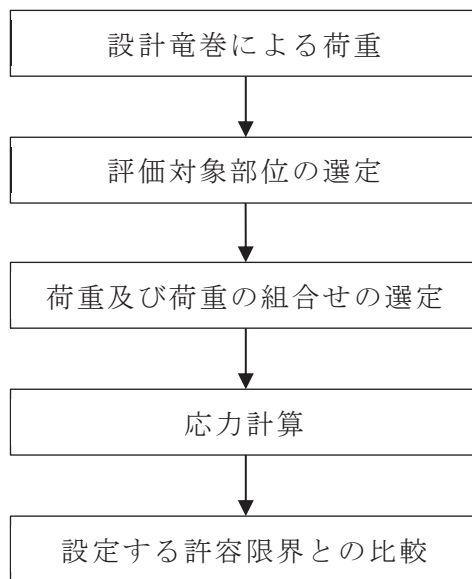 設計竜巻による荷重
評価対象部位の選定
荷重及び荷重の組合せの選定
応力計算
設定する許容限界との比較